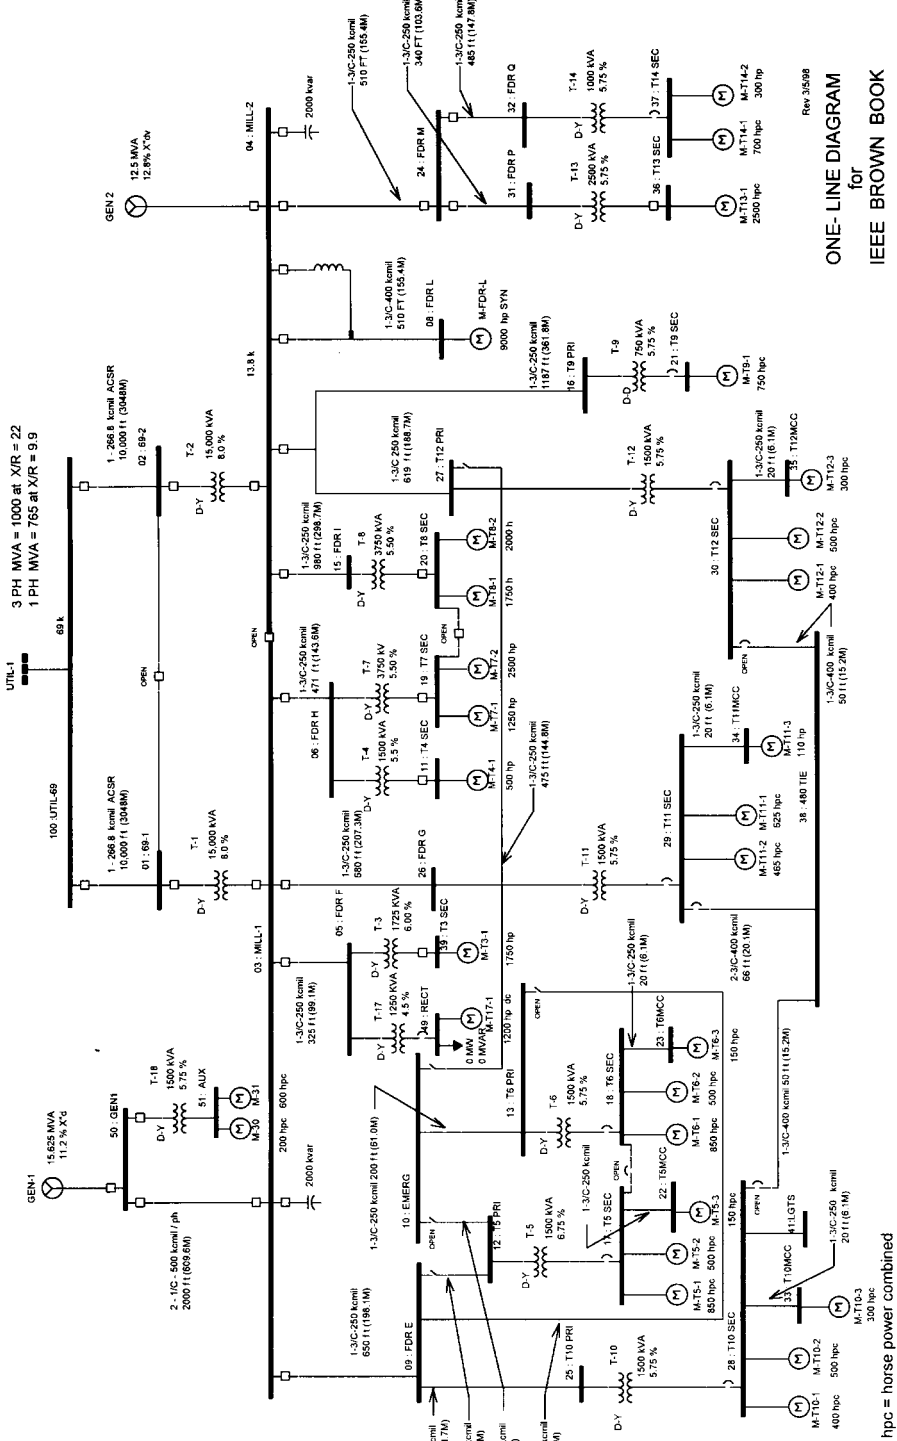 UTIL-1
3 PH MVA = 1000 at X/R = 22
1 PH MVA = 765 at X/R = 9.9
100 :UTIL-69
69 k
1 - 266.8 kcmil ACSR
10,000 ft (3048M)
1 - 266.8 kcmil ACSR
10,000 ft (3048M)
01 : 69-1
OPEN
02 : 69-2
T-1
15,000 kVA
8.0 %
D-Y
T-2
15,000 kVA
8.0 %
D-Y
GEN-1
15.625 MVA
11.2 % X"d
50 : GEN1
T-18
1500 kVA
5.75 %
D-Y
51: AUX
M-30
200 hpc
M-31
600 hpc
2 - 1/C - 500 kcmil / ph
2000 ft (609.6M)
2000 kvar
03 : MILL-1
OPEN
13.8 k
04 : MILL-2
GEN 2
12.5 MVA
12.8% X"dv
2000 kvar
1-3/C-250 kcmil
650 ft (198.1M)
09 : FDR E
1-3/C-250 kcmil 200 ft (61.0M)
10 : EMERG
OPEN
12 : T5 PRI
T-5
1500 kVA
6.75 %
D-Y
17 : T5 SEC
M-T5-1
850 hpc
M-T5-2
500 hpc
1-3/C-250 kcmil
22 : T5MCC
M-T5-3
150 hpc
OPEN
13 : T6 PRI
OPEN
T-6
1500 kVA
5.75 %
D-Y
18 : T6 SEC
M-T6-1
850 hpc
M-T6-2
500 hpc
1-3/C-250 kcmil
20 ft (6.1M)
23 : T6MCC
M-T6-3
150 hpc
25 : T10 PRI
T-10
1500 kVA
5.75 %
D-Y
28 : T10 SEC
M-T10-1
400 hpc
M-T10-2
500 hpc
33 : T10MCC
M-T10-3
300 hpc
41:LGTS
1-3/C-250 kcmil
20 ft (6.1M)
OPEN
1-3/C-400 kcmil 50 ft (15.2M)
1-3/C-250 kcmil
325 ft (99.1M)
05 : FDR F
T-17
1250 KVA
4.5 %
D-Y
49 : RECT
0 MW
0 MVAR
M-T17-1
1200 hp dc
T-3
1725 KVA
6.00 %
D-Y
39 : T3 SEC
M-T3-1
1750 hp
1-3/C-250 kcmil
680 ft (207.3M)
26 : FDR G
1-3/C-250 kcmil
475 ft (144.8M)
T-11
1500 kVA
5.75 %
D-Y
29 : T11 SEC
M-T11-2
465 hpc
M-T11-1
625 hpc
1-3/C-250 kcmil
20 ft (6.1M)
34 : T11MCC
M-T11-3
110 hp
2-3/C-400 kcmil
66 ft (20.1M)
38 : 480 TIE
1-3/C-400 kcmil
50 ft (15.2M)
1-3/C-250 kcmil
471 ft (143.6M)
06 : FDR H
T-4
1500 kVA
5.5 %
D-Y
11 : T4 SEC
M-T4-1
500 hp
T-7
3750 kV
5.50 %
D-Y
19 : T7 SEC
M-T7-1
1250 hp
M-T7-2
2500 hp
OPEN
1-3/C-250 kcmil
980 ft (298.7M)
15 : FDR I
T-8
3750 kVA
5.50 %
D-Y
20 : T8 SEC
M-T8-1
1750 h
M-T8-2
2000 h
1-3/C 250 kcmil
619 ft (188.7M)
27 : T12 PRI
T-12
1500 kVA
5.75 %
D-Y
30 : T12 SEC
OPEN
M-T12-1
400 hpc
M-T12-2
500 hpc
1-3/C-250 kcmil
20 ft (6.1M)
35 : T12MCC
M-T12-3
300 hpc
1-3/C-250 kcmil
1187 ft (361.8M)
16 : T9 PRI
T-9
750 kVA
5.75 %
D-D
21 : T9 SEC
M-T9-1
750 hpc
1-3/C-400 kcmil
510 FT (155.4M)
08 : FDR L
M-FDR-L
9000 hp SYN
1-3/C-250 kcmil
510 FT (155.4M)
24 : FDR M
1-3/C-250 kcmil
340 FT (103.6M)
31 : FDR P
T-13
2500 kVA
5.75 %
D-Y
36 : T13 SEC
M-T13-1
2500 hpc
1-3/C-250 kcmil
485 ft (147.8M)
32 : FDR Q
T-14
1000 kVA
5.75 %
D-Y
37 : T14 SEC
M-T14-1
700 hpc
M-T14-2
300 hp
Rev 3/5/98
ONE- LINE DIAGRAM
for
IEEE BROWN BOOK
hpc = horse power combined